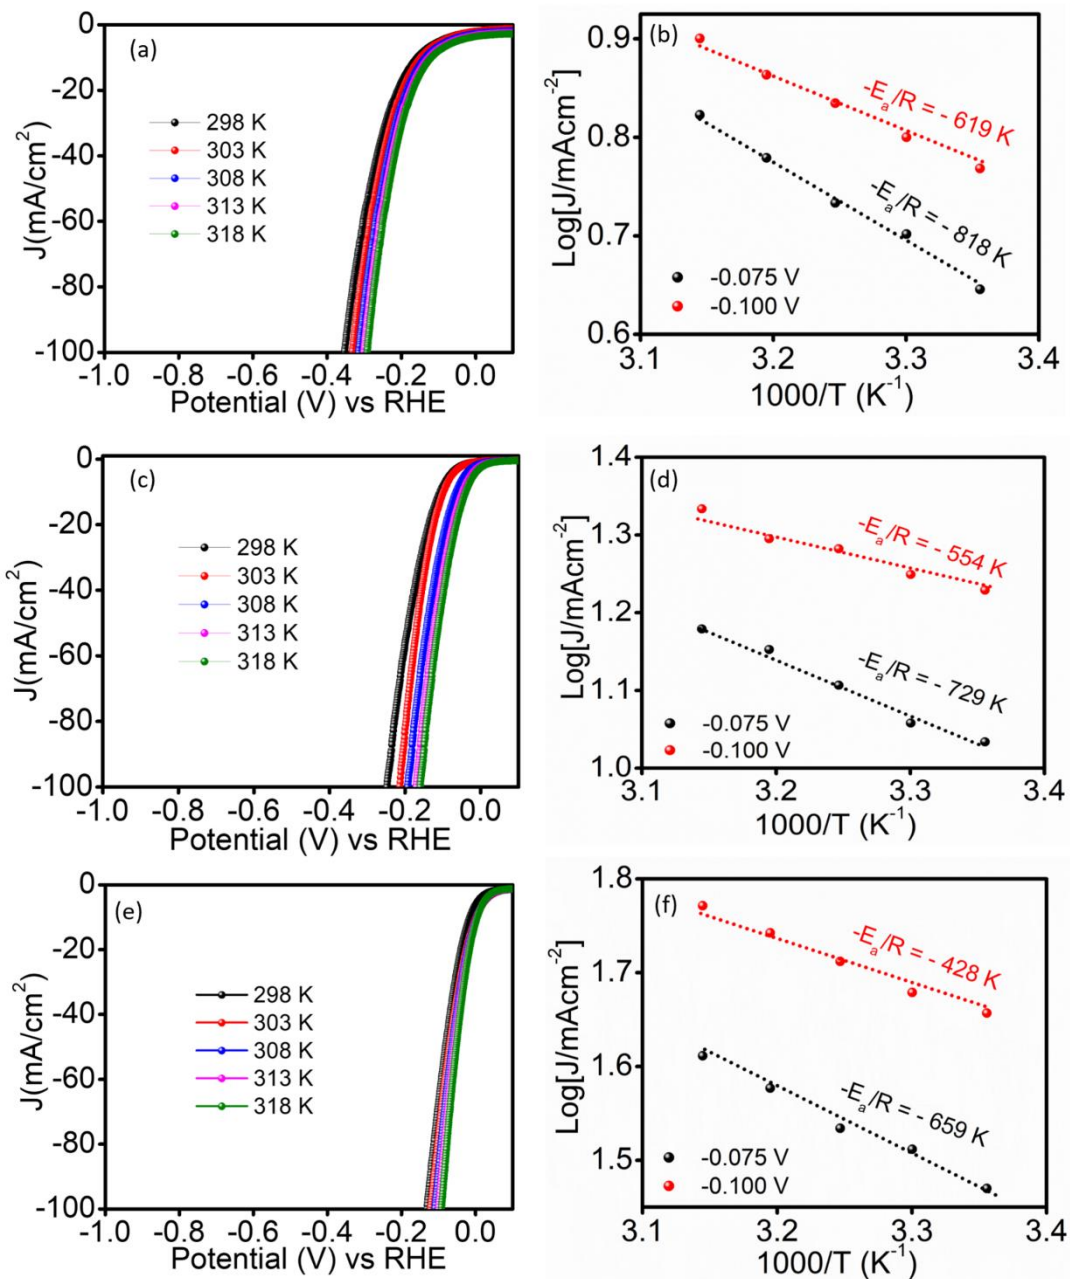 (a)
0
-20
-40
-60
-80
-100
J(mA/cm²)
298 K
303 K
308 K
313 K
318 K
-1.0 -0.8 -0.6 -0.4 -0.2 0.0
Potential (V) vs RHE
(b)
0.9
0.8
0.7
0.6
Log[J/mAcm⁻²]
-Eₐ/R = - 619 K
-Eₐ/R = - 818 K
-0.075 V
-0.100 V
3.1 3.2 3.3 3.4
1000/T (K⁻¹)
(c)
0
-20
-40
-60
-80
-100
J(mA/cm²)
298 K
303 K
308 K
313 K
318 K
-1.0 -0.8 -0.6 -0.4 -0.2 0.0
Potential (V) vs RHE
(d)
1.4
1.3
1.2
1.1
1.0
Log[J/mAcm⁻²]
-Eₐ/R = - 554 K
-Eₐ/R = - 729 K
-0.075 V
-0.100 V
3.1 3.2 3.3 3.4
1000/T (K⁻¹)
(e)
0
-20
-40
-60
-80
-100
J(mA/cm²)
298 K
303 K
308 K
313 K
318 K
-1.0 -0.8 -0.6 -0.4 -0.2 0.0
Potential (V) vs RHE
(f)
1.8
1.7
1.6
1.5
Log[J/mAcm⁻²]
-Eₐ/R = - 428 K
-Eₐ/R = - 659 K
-0.075 V
-0.100 V
3.1 3.2 3.3 3.4
1000/T (K⁻¹)